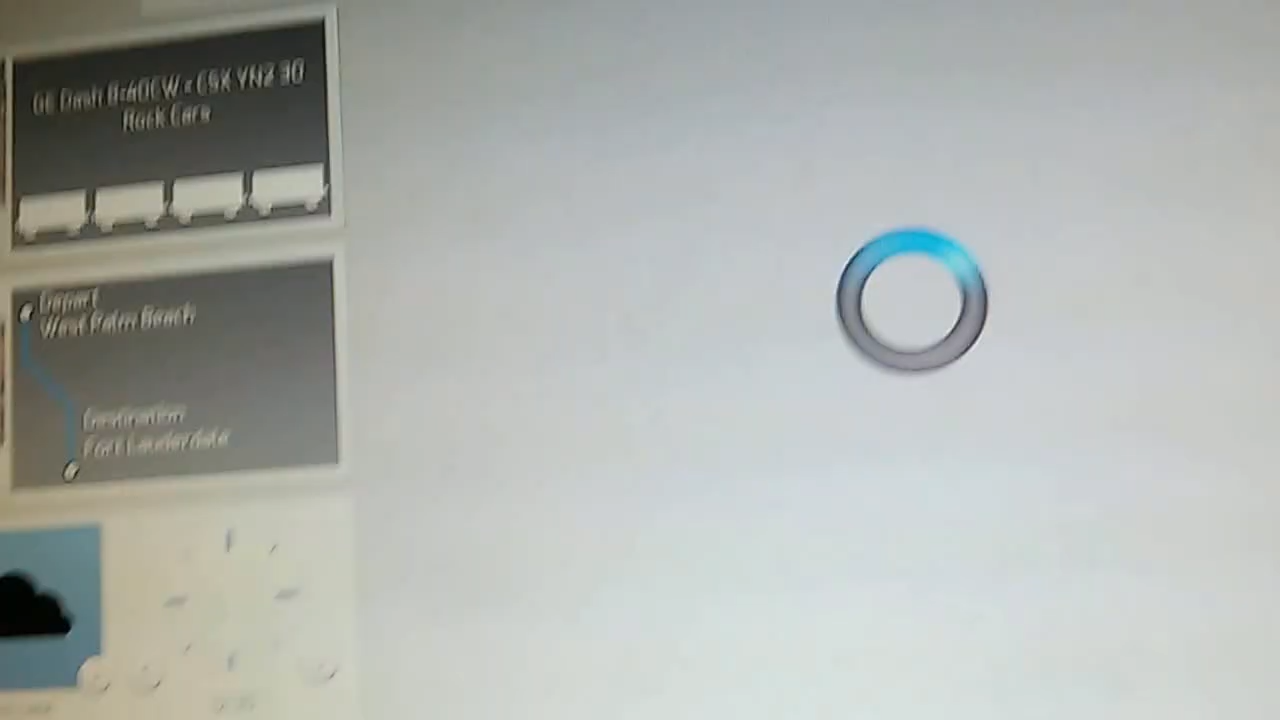 GE Dash 8-40CW < CSX YN2 30
Rock Cars
Depart
West Palm Beach
Destination
Fort Lauderdale